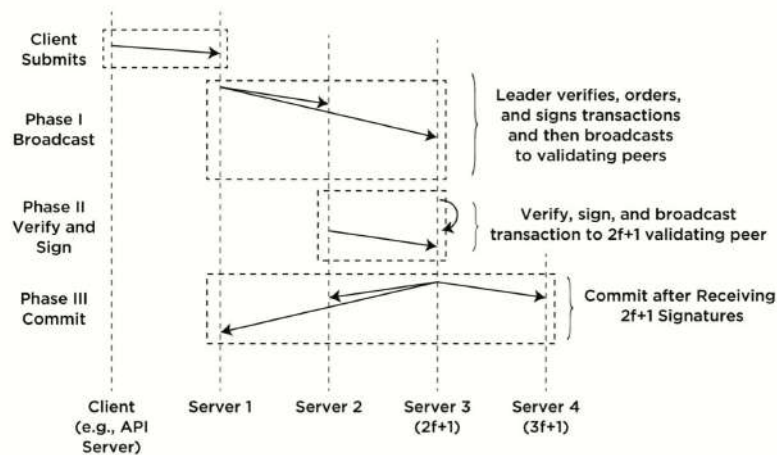 Client
Submits
Phase I
Broadcast
Leader verifies, orders,
and signs transactions
and then broadcasts
to validating peers
Phase II
Verify and
Sign
Verify, sign, and broadcast
transaction to 2f+1 validating peer
Phase III
Commit
Commit after Receiving
2f+1 Signatures
Client
(e.g., API
Server)
Server 1
Server 2
Server 3
(2f+1)
Server 4
(3f+1)